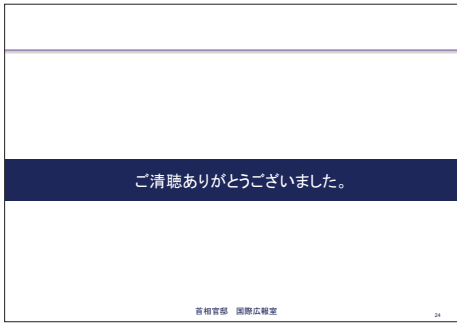 ご清聴ありがとうございました。
首相官邸　国際広報室
24